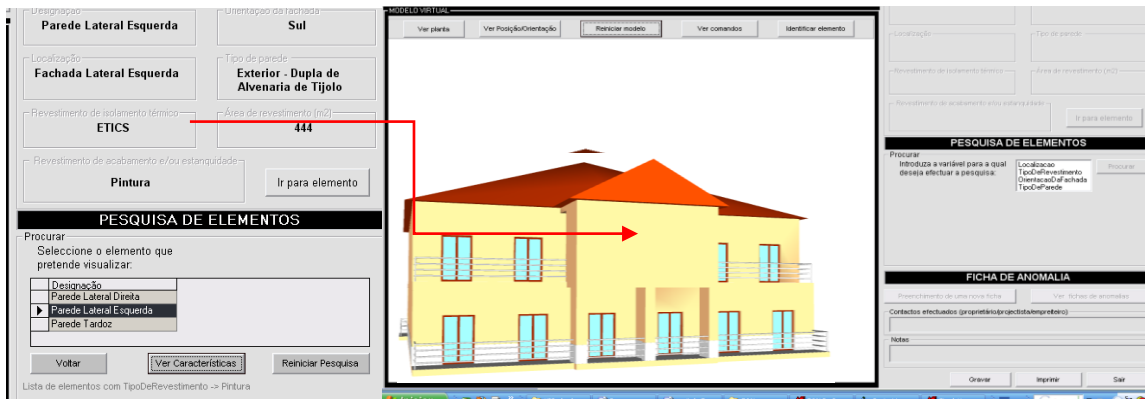 Designação
Parede Lateral Esquerda
Orientação da fachada
Sul
Localização
Fachada Lateral Esquerda
Tipo de parede
Exterior - Dupla de
Alvenaria de Tijolo
Revestimento de isolamento térmico
ETICS
Área de revestimento (m2)
444
Revestimento de acabamento e/ou estanquidade
Pintura
Ir para elemento
PESQUISA DE ELEMENTOS
Procurar
Seleccione o elemento que
pretende visualizar:
Designação
Parede Lateral Direita
Parede Lateral Esquerda
Parede Tardoz
Voltar
Ver Características
Reiniciar Pesquisa
Lista de elementos com TipoDeRevestimento -> Pintura
MODELO VIRTUAL
Ver planta
Ver Posição/Orientação
Reiniciar modelo
Ver comandos
Identificar elemento
Localização
Tipo de parede
Revestimento de isolamento térmico
Área de revestimento (m2)
Revestimento de acabamento e/ou estanquidade
Ir para elemento
PESQUISA DE ELEMENTOS
Procurar
Introduza a variável para a qual
deseja efectuar a pesquisa:
Localizacao
TipoDeRevestimento
OrientacaoDaFachada
TipoDeParede
Procurar
FICHA DE ANOMALIA
Preenchimento de uma nova ficha
Ver fichas de anomalias
Contactos efectuados (proprietário/projectista/empreiteiro)
Notas
Gravar
Imprimir
Sair